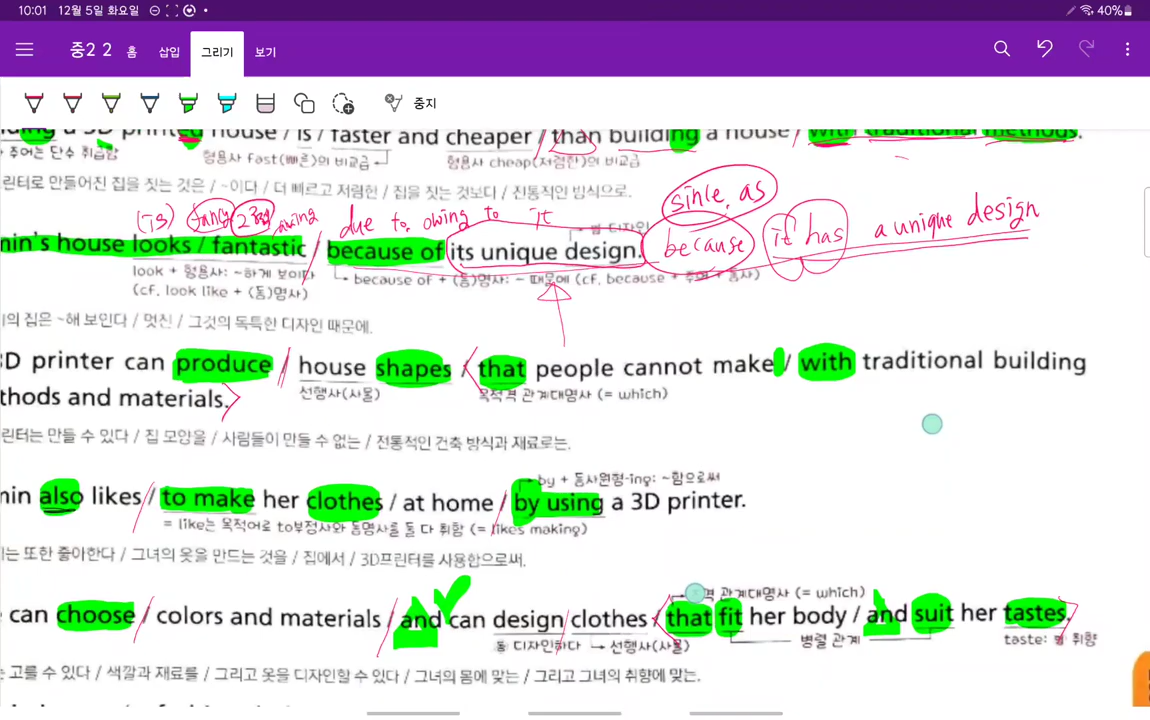 10:01 12월 5일 화요일 40%
중2 2 홈 삽입 그리기 보기
중지
a 3D printed house / is / faster and cheaper / than building a house / with traditional methods.
주어는 단수 취급함 형용사 fast(빠른)의 비교급 형용사 cheap(저렴한)의 비교급
린터로 만들어진 집을 짓는 것은 / ~이다 / 더 빠르고 저렴한 / 집을 짓는 것보다 / 전통적인 방식으로.
since, as
(is) due to, owing to it
it has a unique design
min's house looks / fantastic / because of its unique design. because
look + 형용사: ~하게 보이다 because of + (동)명사: ~ 때문에 (cf. because + 주어 + 동사)
(cf. look like + (동)명사)
의 집은 ~해 보인다 / 멋진 / 그것의 독특한 디자인 때문에.
3D printer can produce / house shapes / that people cannot make / with traditional building
선행사(사물) 목적격 관계대명사 (= which)
thods and materials.
린터는 만들 수 있다 / 집 모양을 / 사람들이 만들 수 없는 / 전통적인 건축 방식과 재료로는.
by + 동사원형-ing: ~함으로써
min also likes / to make her clothes / at home / by using a 3D printer.
= like는 목적어로 to부정사와 동명사를 둘 다 취함 (= likes making)
는 또한 좋아한다 / 그녀의 옷을 만드는 것을 / 집에서 / 3D프린터를 사용함으로써.
격 관계대명사 (= which)
can choose / colors and materials / and can design / clothes / that fit her body / and suit her tastes.
동 디자인하다 선행사(사물) 병렬 관계 taste: 명 취향
는 고를 수 있다 / 색깔과 재료를 / 그리고 옷을 디자인할 수 있다 / 그녀의 몸에 맞는 / 그리고 그녀의 취향에 맞는.